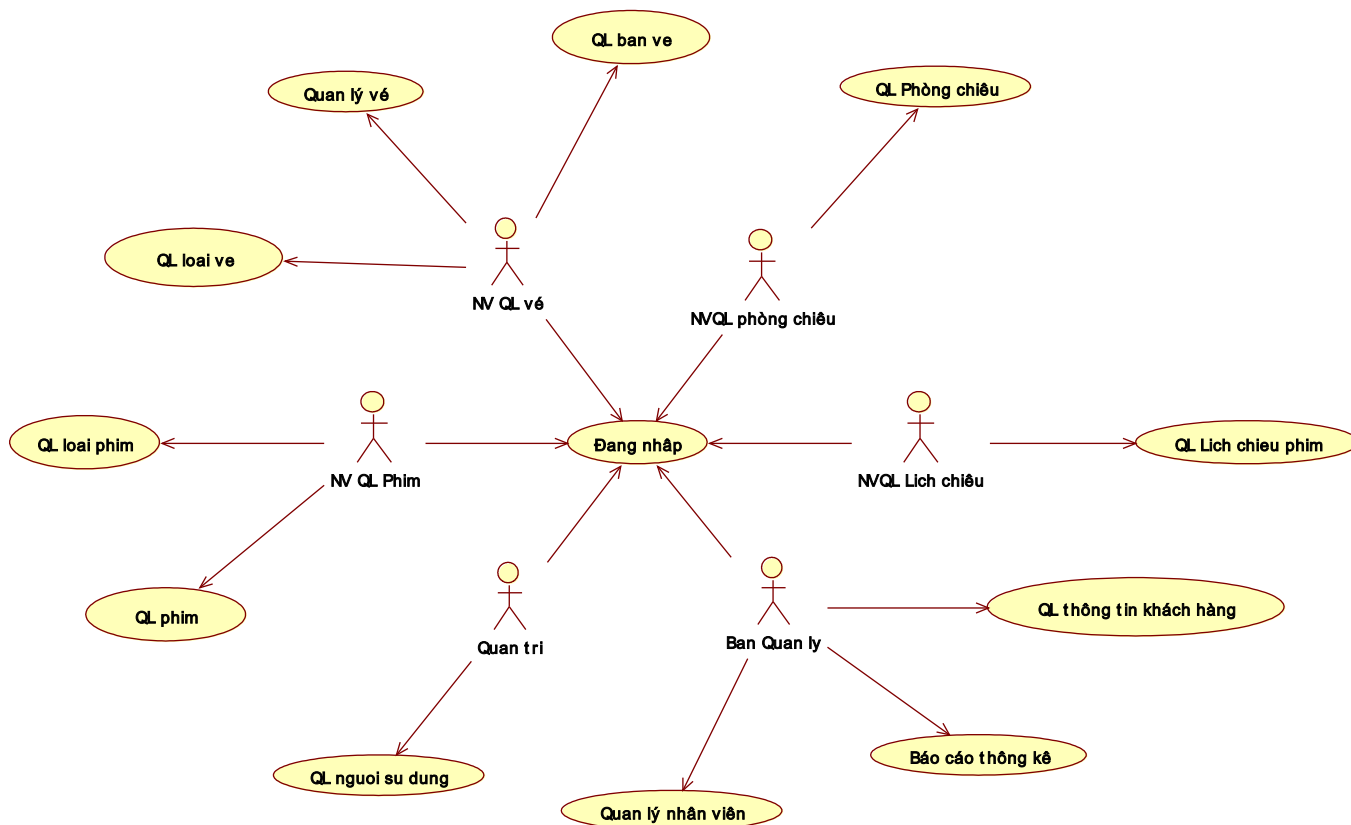 QL ban ve
Quan lý vé
QL Phòng chiêu
QL loai ve
NV QL vé
NVQL phòng chiêu
QL loai phim
NV QL Phim
Đang nhâp
NVQL Lich chiêu
QL Lich chieu phim
QL phim
Quan tri
Ban Quan ly
QL thông tin khách hàng
QL nguoi su dung
Báo cáo thông kê
Quan lý nhân viên